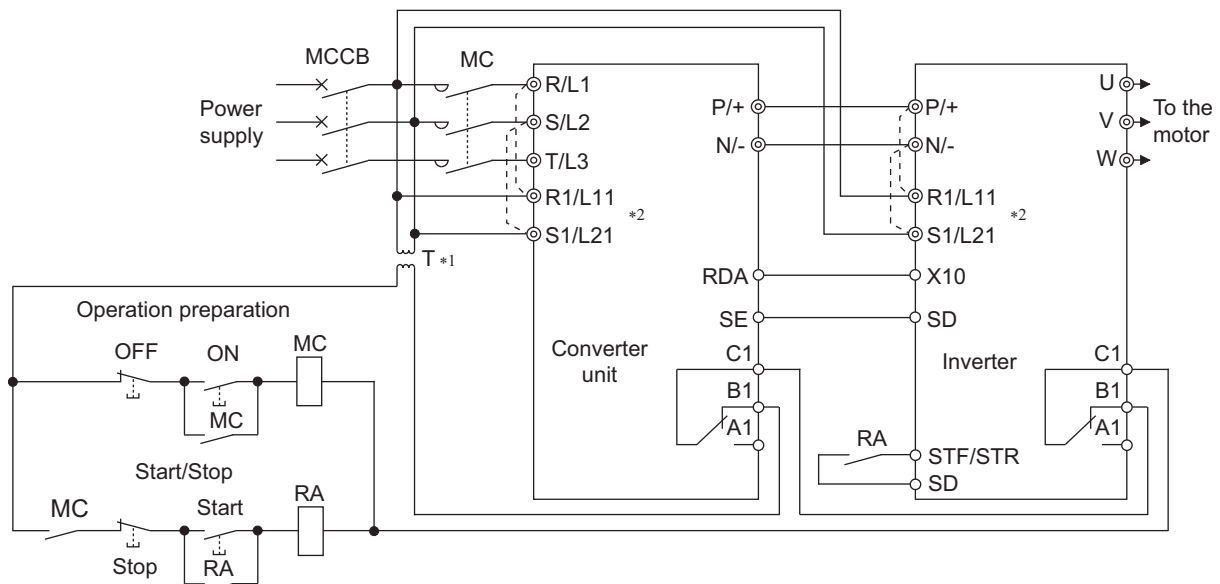 MCCB
MC
Power
supply
R/L1
S/L2
T/L3
R1/L11
*2
S1/L21
T *1
P/+
N/-
RDA
SE
Converter
unit
C1
B1
A1
P/+
N/-
R1/L11
*2
S1/L21
X10
SD
Inverter
C1
B1
A1
RA
STF/STR
SD
U
V
W
To the
motor
Operation preparation
OFF
ON
MC
MC
Start/Stop
MC
Start
RA
Stop
RA